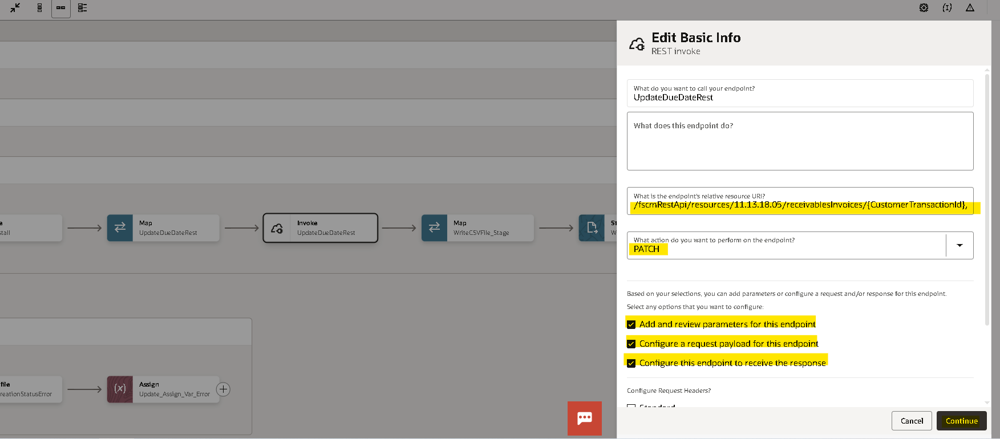 Edit Basic Info
REST invoke
What do you want to call your endpoint?
UpdateDueDateRest
What does this endpoint do?
What is the endpoint's relative resource URI?
/fscmRestApi/resources/11.13.18.05/receivablesInvoices/{CustomerTransactionId},
What action do you want to perform on the endpoint?
PATCH
Based on your selections, you can add parameters or configure a request and/or response for this endpoint.
Select any options that you want to configure:
Add and review parameters for this endpoint
Configure a request payload for this endpoint
Configure this endpoint to receive the response
Configure Request Headers?
Standard
Cancel
Continue
Map
UpdateDueDateRest
Invoke
UpdateDueDateRest
Map
WriteCSVFile_Stage
file
reationStatusError
(x)
Assign
Update_Assign_Var_Error